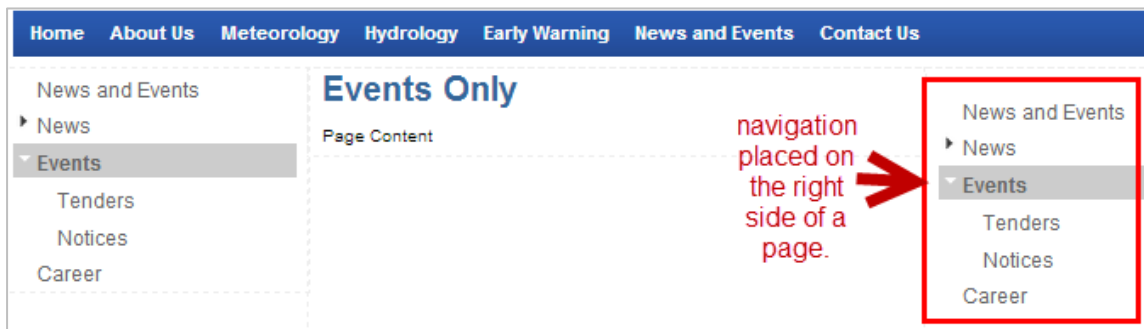 Home About Us Meteorology Hydrology Early Warning News and Events Contact Us
News and Events
News
Events
Tenders
Notices
Career
Events Only
Page Content
navigation
placed on
the right
side of a
page.
News and Events
News
Events
Tenders
Notices
Career